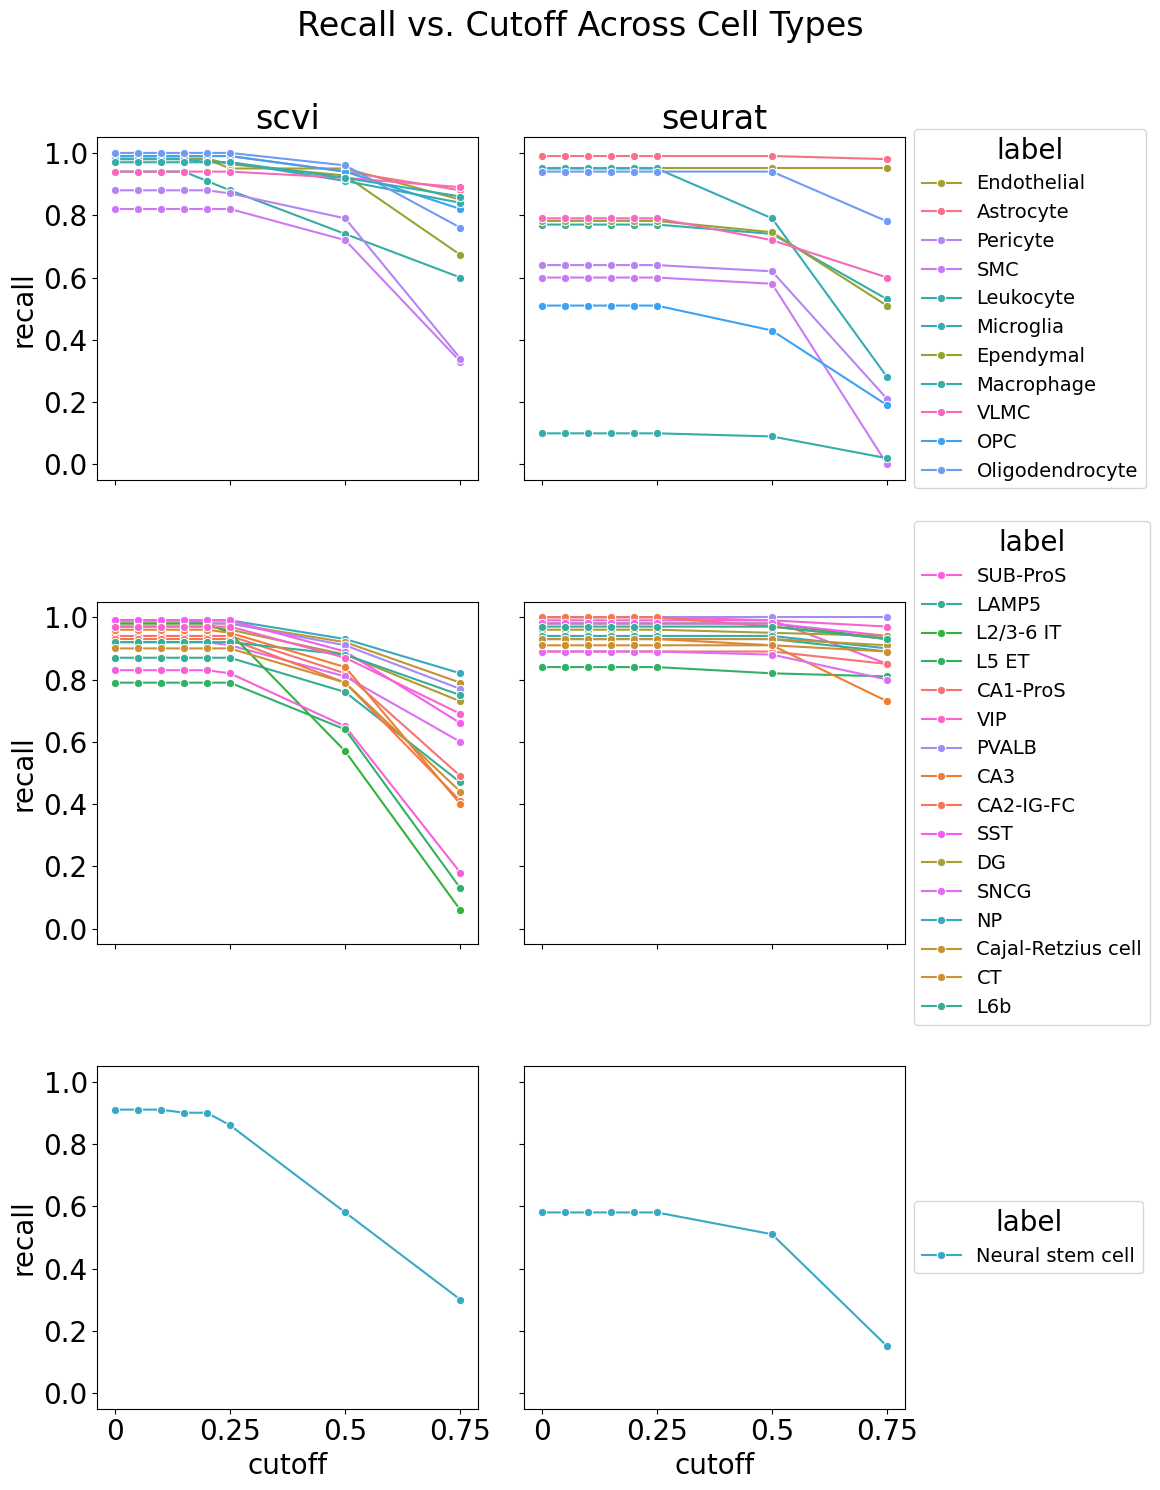 Recall vs. Cutoff Across Cell Types
scvi
seurat
recall
1.0
0.8
0.6
0.4
0.2
0.0
label
Endothelial
Astrocyte
Pericyte
SMC
Leukocyte
Microglia
Ependymal
Macrophage
VLMC
OPC
Oligodendrocyte
recall
1.0
0.8
0.6
0.4
0.2
0.0
label
SUB-ProS
LAMP5
L2/3-6 IT
L5 ET
CA1-ProS
VIP
PVALB
CA3
CA2-IG-FC
SST
DG
SNCG
NP
Cajal-Retzius cell
CT
L6b
recall
1.0
0.8
0.6
0.4
0.2
0.0
0 0.25 0.5 0.75
cutoff
0 0.25 0.5 0.75
cutoff
label
Neural stem cell